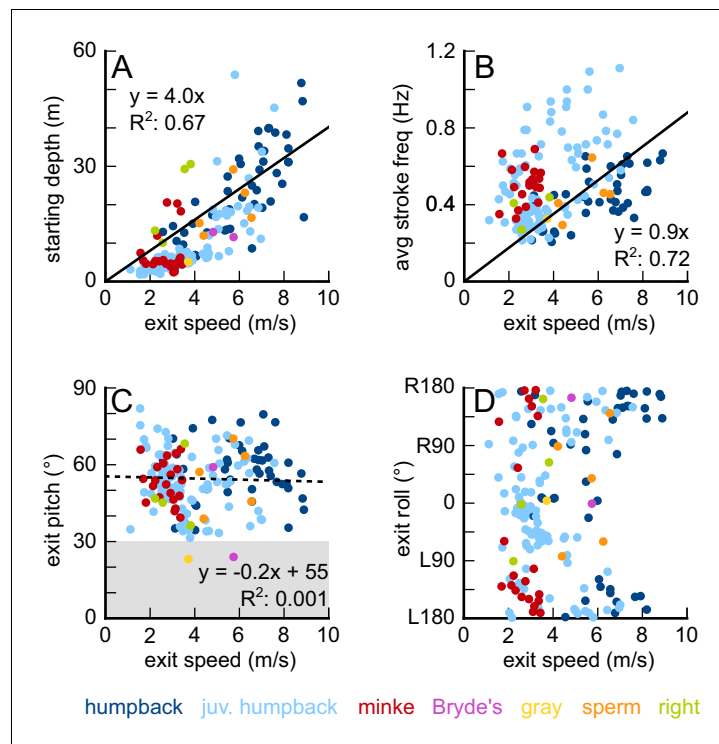 A
60
30
0
starting depth (m)
y = 4.0x
R²: 0.67
0 2 4 6 8 10
exit speed (m/s)
B
1.2
0.8
0.4
0
avg stroke freq (Hz)
y = 0.9x
R²: 0.72
0 2 4 6 8 10
exit speed (m/s)
C
90
60
30
0
exit pitch (°)
y = -0.2x + 55
R²: 0.001
0 2 4 6 8 10
exit speed (m/s)
D
R180
R90
0
L90
L180
exit roll (°)
0 2 4 6 8 10
exit speed (m/s)
humpback juv. humpback minke Bryde's gray sperm right